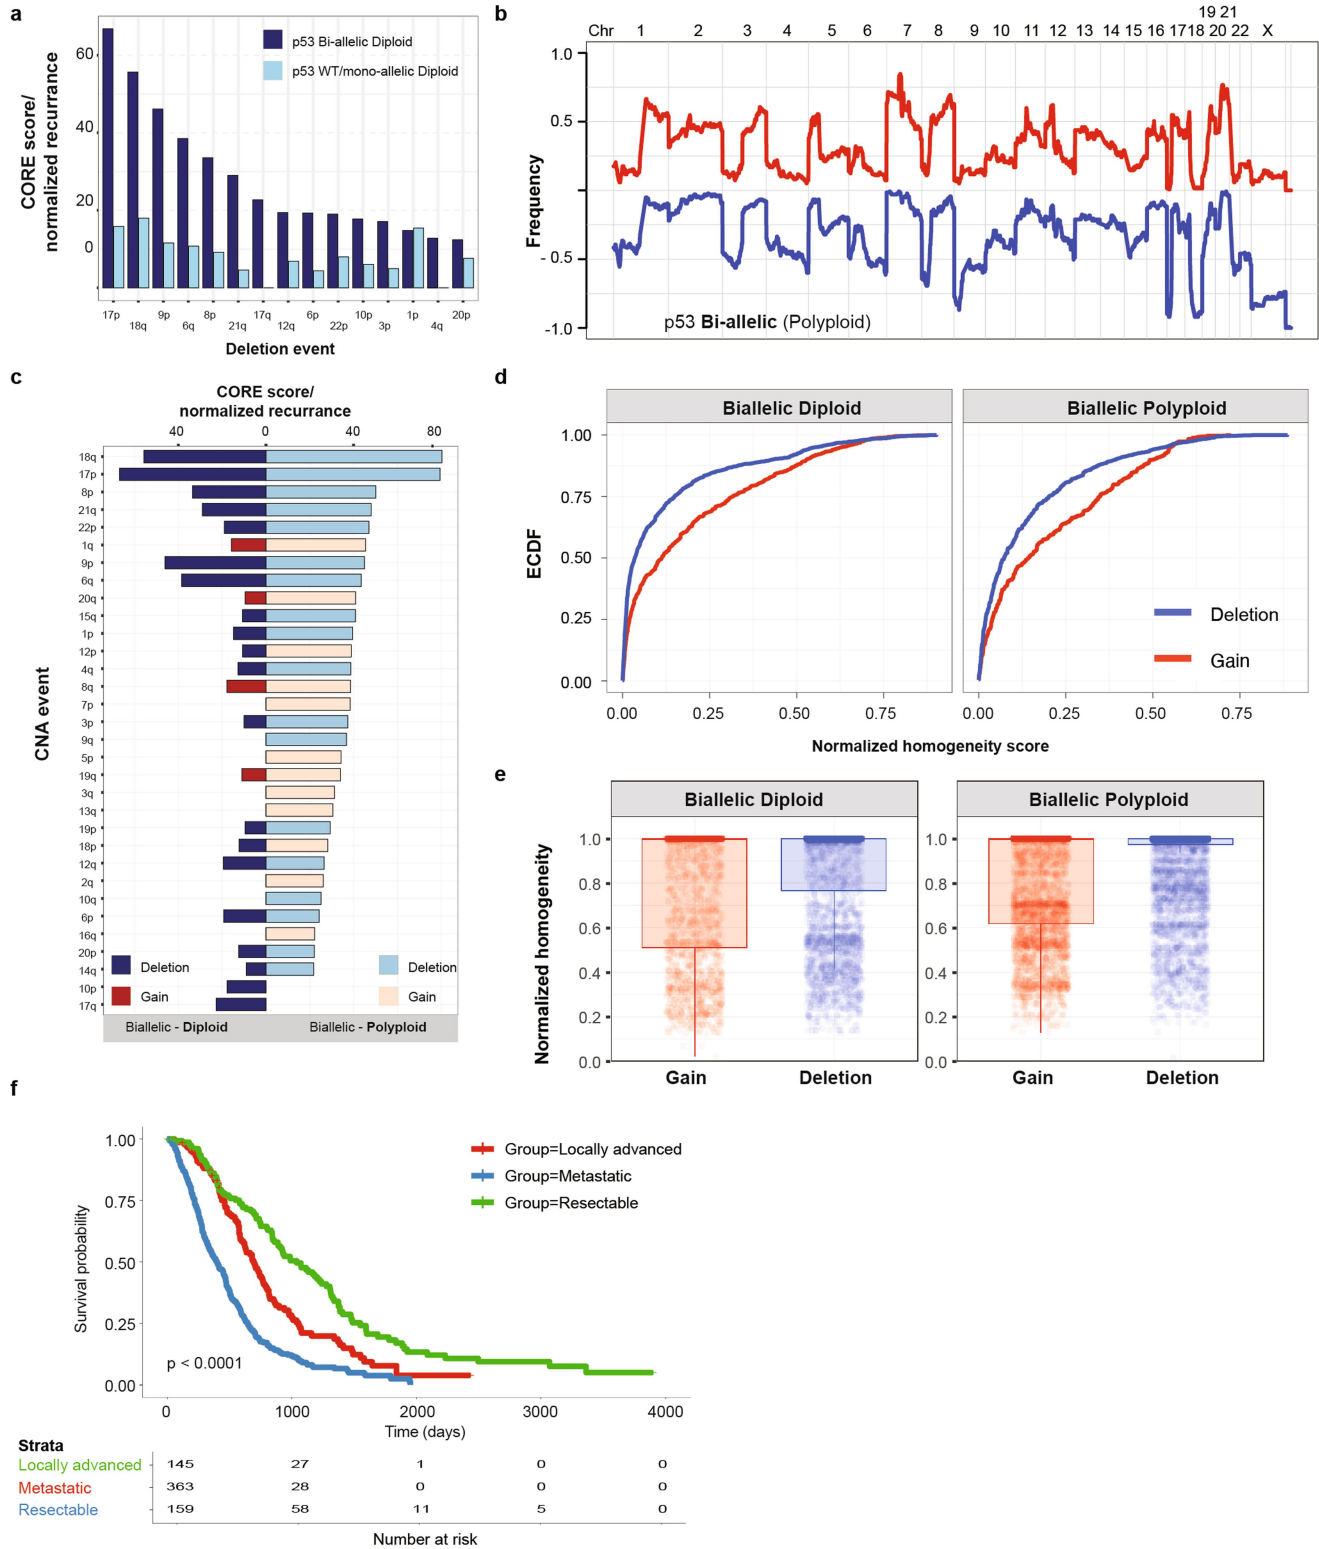 a
CORE score/
normalized recurrance
60
40
20
0
p53 Bi-allelic Diploid
p53 WT/mono-allelic Diploid
17p 9p 8p 17q 6p 10p 1p 20p
18q 6q 21q 12q 22p 3p 4q
Deletion event
b
19 21
Chr 1 2 3 4 5 6 7 8 9 10 11 12 13 14 15 16 17 18 20 22 X
1.0
0.5
-0.5
-1.0
Frequency
p53 Bi-allelic (Polyploid)
c
CORE score/
normalized recurrance
40 0 40 80
CNA event
18q
17p
8p
21q
22p
1q
9p
6q
20q
15q
1p
12p
4q
8q
7p
3p
9q
5p
19q
3q
13q
19p
18p
12q
2q
10q
6p
16q
20p
14q
10p
17q
Deletion
Gain
Deletion
Gain
Biallelic - Diploid
Biallelic - Polyploid
d
Biallelic Diploid
Biallelic Polyploid
ECDF
1.00
0.75
0.50
0.25
0.00
Deletion
Gain
0.00 0.25 0.50 0.75
0.00 0.25 0.50 0.75
Normalized homogeneity score
e
Biallelic Diploid
Biallelic Polyploid
Normalized homogeneity
1.0
0.8
0.6
0.4
0.2
0.0
1.0
0.8
0.6
0.4
0.2
0.0
Gain Deletion
Gain Deletion
f
Survival probability
1.00
0.75
0.50
0.25
0.00
Group=Locally advanced
Group=Metastatic
Group=Resectable
p < 0.0001
0 1000 2000 3000 4000
Time (days)
Strata
Locally advanced 145 27 1 0 0
Metastatic 363 28 0 0 0
Resectable 159 58 11 5 0
Number at risk